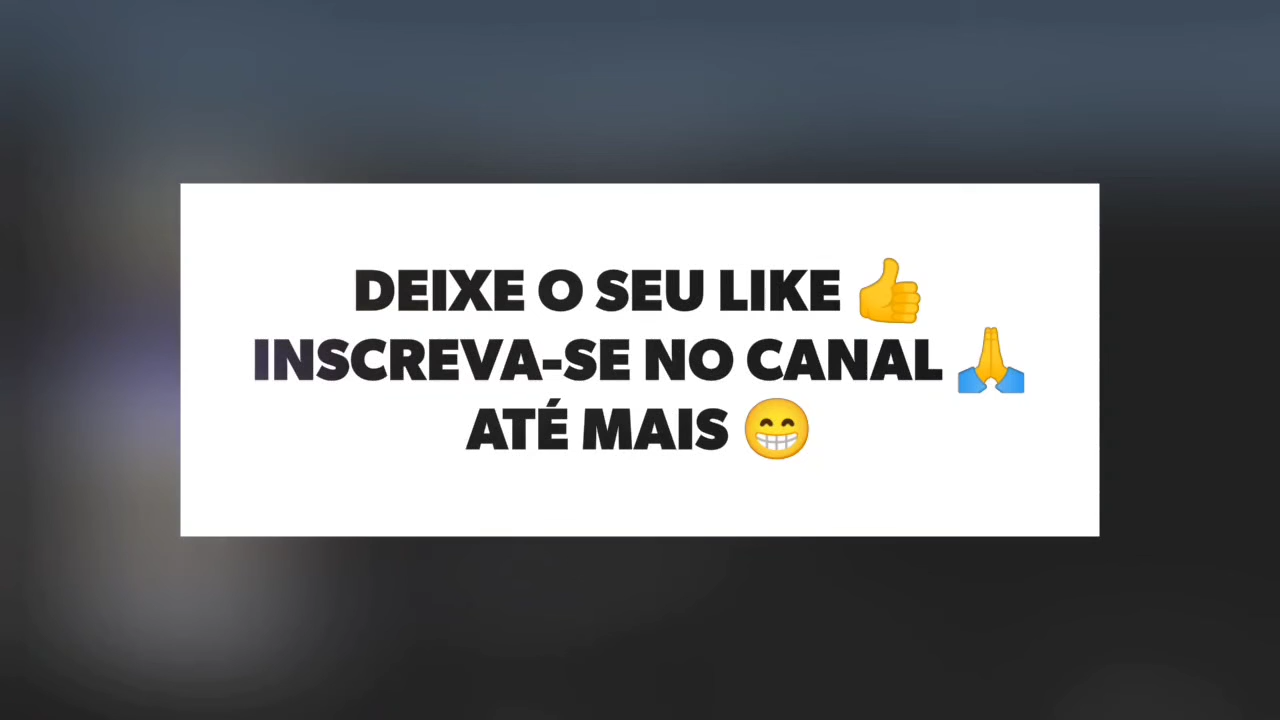 DEIXE O SEU LIKE 👍
INSCREVA-SE NO CANAL 🙏
ATÉ MAIS 😁